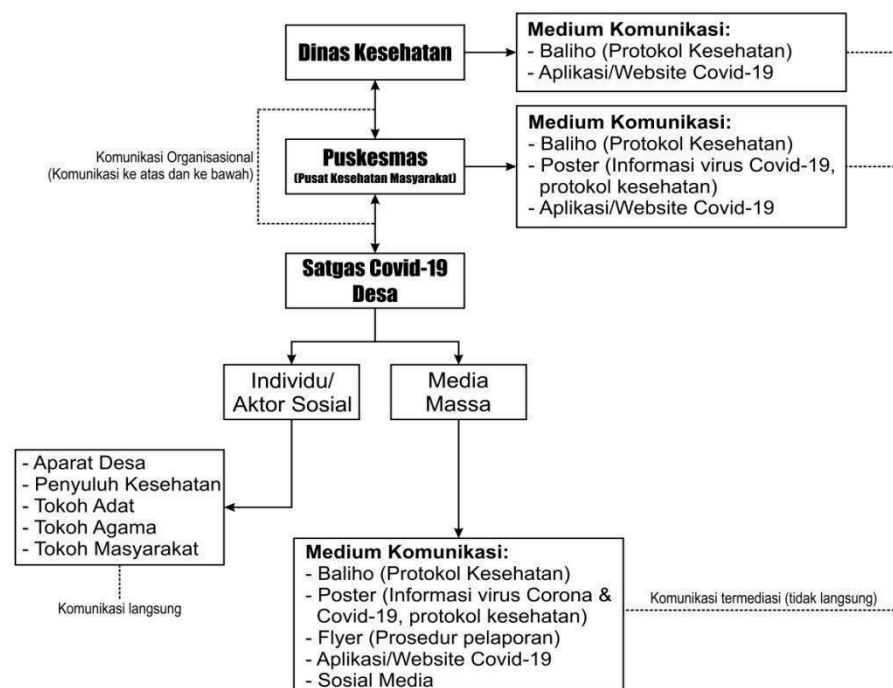 Dinas Kesehatan
Medium Komunikasi:
- Baliho (Protokol Kesehatan)
- Aplikasi/Website Covid-19
Komunikasi Organisasional
(Komunikasi ke atas dan ke bawah)
Puskesmas
(Pusat Kesehatan Masyarakat)
Medium Komunikasi:
- Baliho (Protokol Kesehatan)
- Poster (Informasi virus Covid-19,
protokol kesehatan)
- Aplikasi/Website Covid-19
Satgas Covid-19
Desa
Individu/
Aktor Sosial
Media
Massa
- Aparat Desa
- Penyuluh Kesehatan
- Tokoh Adat
- Tokoh Agama
- Tokoh Masyarakat
Komunikasi langsung
Medium Komunikasi:
- Baliho (Protokol Kesehatan)
- Poster (Informasi virus Corona &
Covid-19, protokol kesehatan)
- Flyer (Prosedur pelaporan)
- Aplikasi/Website Covid-19
- Sosial Media
Komunikasi termediasi (tidak langsung)